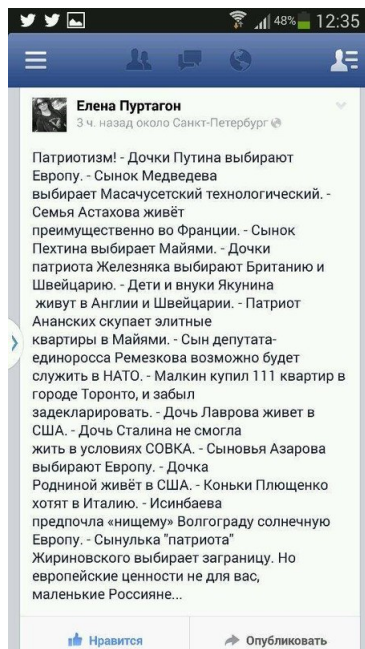 48% 12:35
Елена Пуртагон
3 ч. назад около Санкт-Петербург
Патриотизм! - Дочки Путина выбирают
Европу. - Сынок Медведева
выбирает Масачусетский технологический. -
Семья Астахова живёт
преимущественно во Франции. - Сынок
Пехтина выбирает Майями. - Дочки
патриота Железняка выбирают Британию и
Швейцарию. - Дети и внуки Якунина
живут в Англии и Швейцарии. - Патриот
Ананских скупает элитные
квартиры в Майями. - Сын депутата-
единоросса Ремезкова возможно будет
служить в НАТО. - Малкин купил 111 квартир в
городе Торонто, и забыл
задекларировать. - Дочь Лаврова живет в
США. - Дочь Сталина не смогла
жить в условиях СОВКА. - Сыновья Азарова
выбирают Европу. - Дочка
Родниной живёт в США. - Коньки Плющенко
хотят в Италию. - Исинбаева
предпочла «нищему» Волгограду солнечную
Европу. - Сынулька "патриота"
Жириновского выбирает заграницу. Но
европейские ценности не для вас,
маленькие Россияне...
Нравится Опубликовать